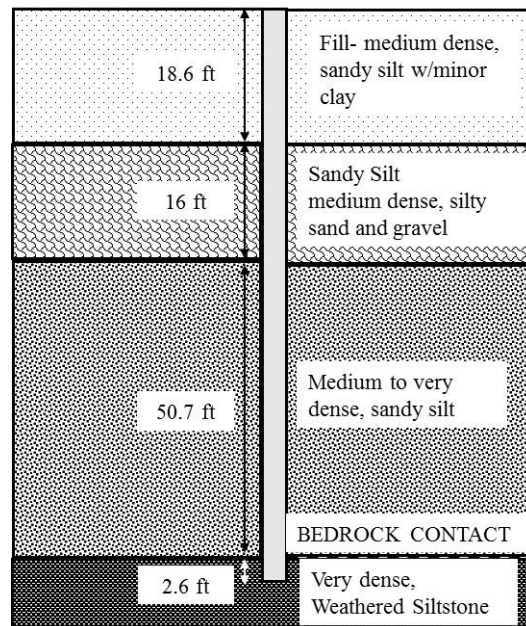 18.6 ft
Fill- medium dense,
sandy silt w/minor
clay
16 ft
Sandy Silt
medium dense, silty
sand and gravel
50.7 ft
Medium to very
dense, sandy silt
BEDROCK CONTACT
2.6 ft
Very dense,
Weathered Siltstone